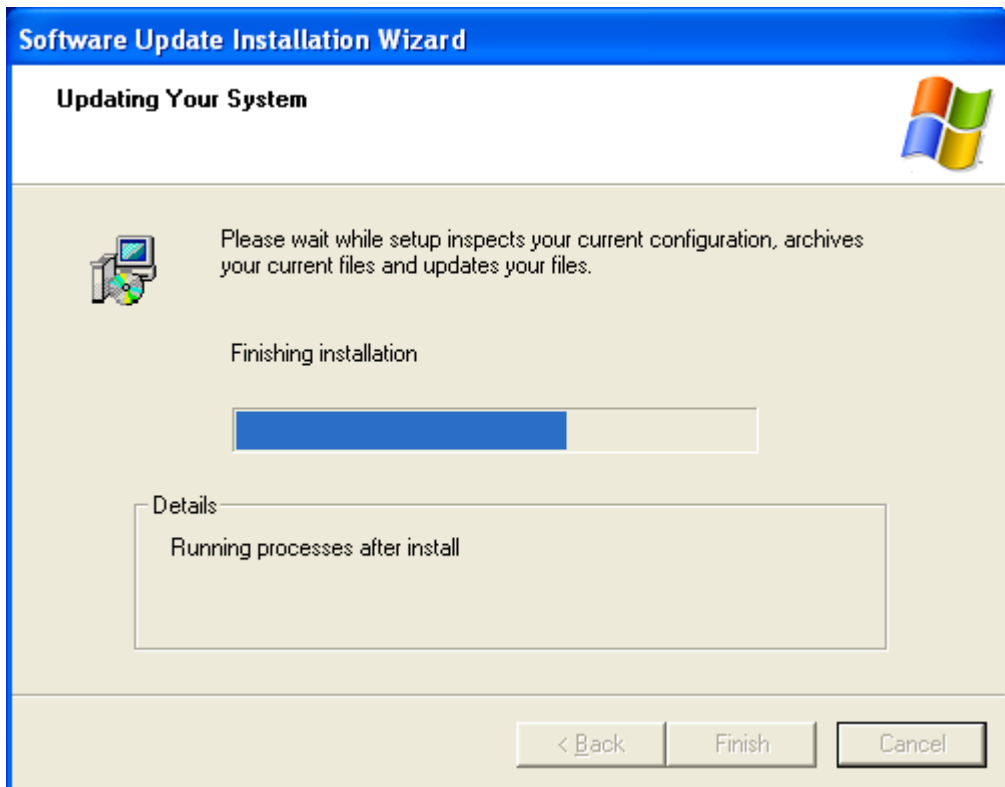 Software Update Installation Wizard
Updating Your System
Please wait while setup inspects your current configuration, archives
your current files and updates your files.
Finishing installation
Details
Running processes after install
< Back
Finish
Cancel